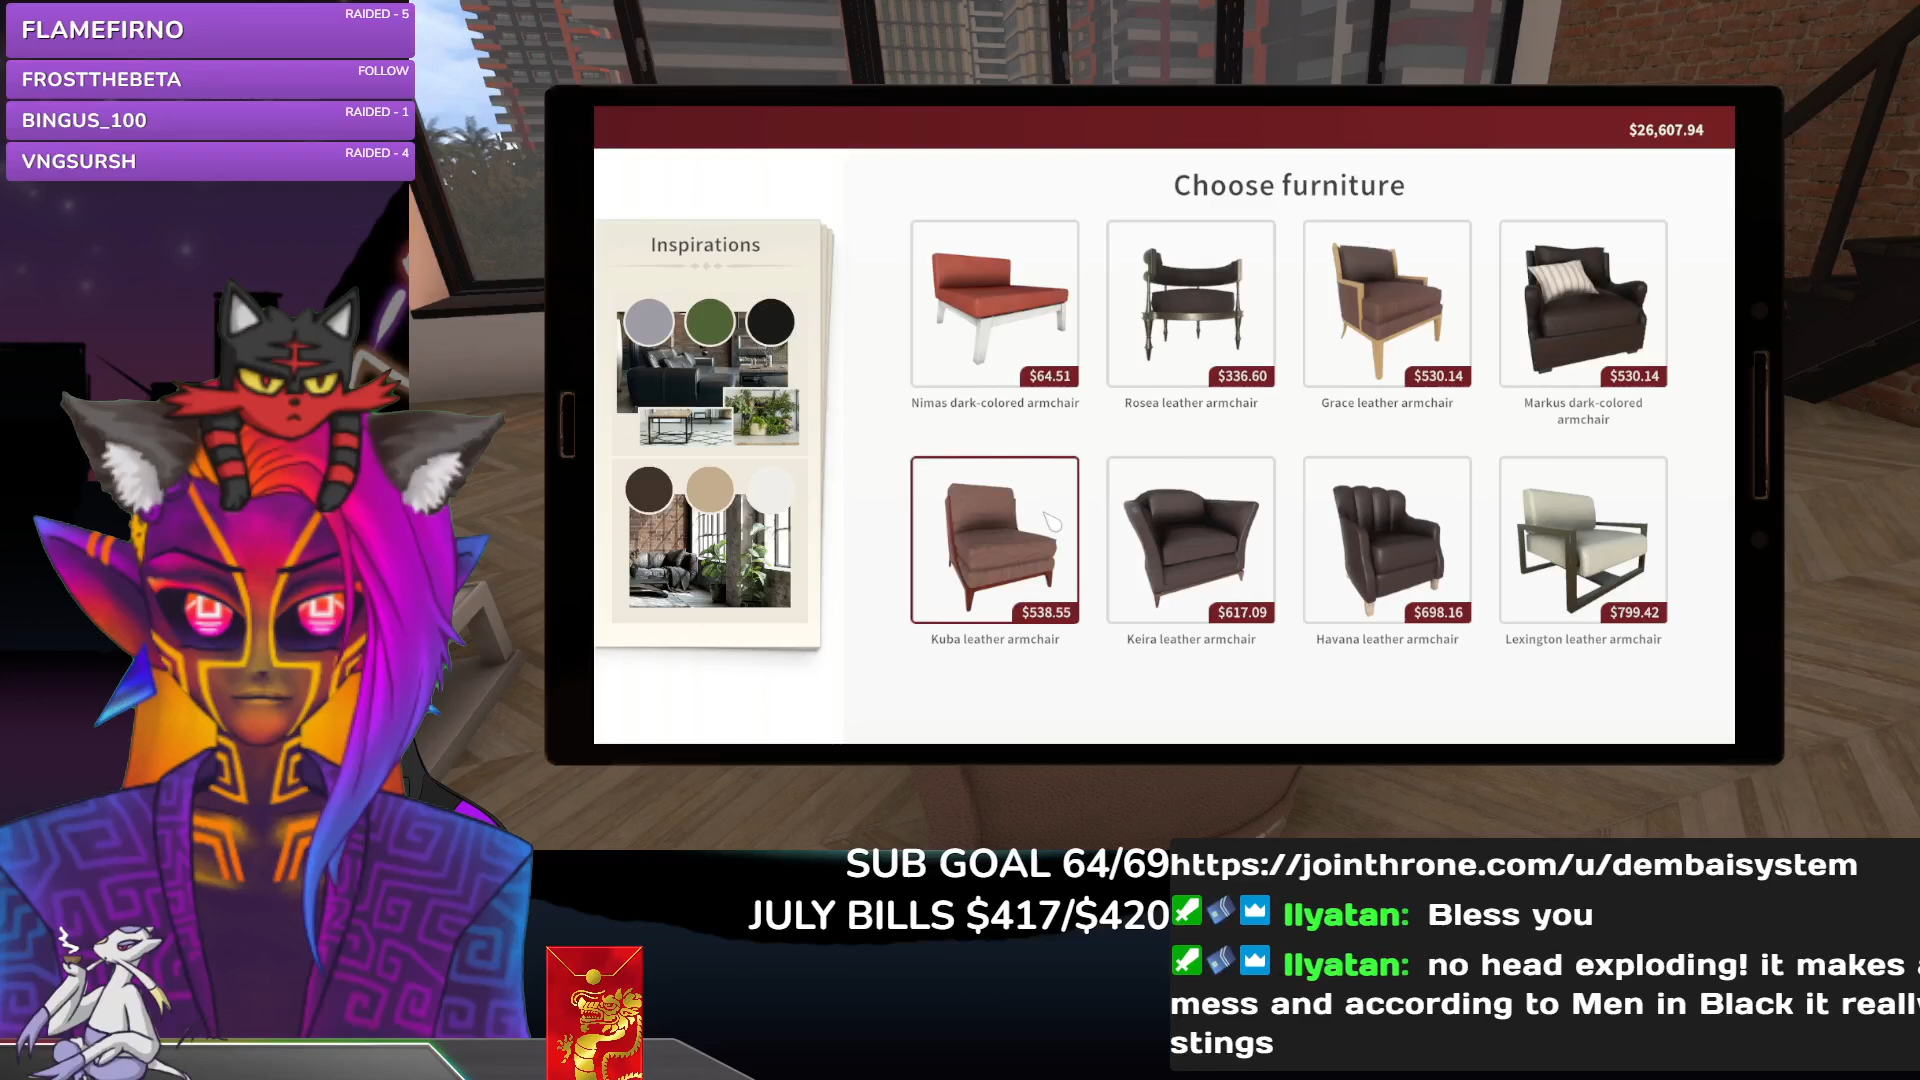 FLAMEFIRNO
RAIDED - 5
FROSTTHEBETA
FOLLOW
BINGUS_100
RAIDED - 1
VNGSURSH
RAIDED - 4
$26,607.94
Choose furniture
Inspirations
$64.51
Nimas dark-colored armchair
$336.60
Rosea leather armchair
$530.14
Grace leather armchair
$530.14
Markus dark-colored
armchair
$538.55
Kuba leather armchair
$617.09
Keira leather armchair
$698.16
Havana leather armchair
$799.42
Lexington leather armchair
SUB GOAL 64/69
JULY BILLS $417/$420
https://jointhrone.com/u/dembaisystem
Ilyatan: Bless you
Ilyatan: no head exploding! it makes a
mess and according to Men in Black it really
stings